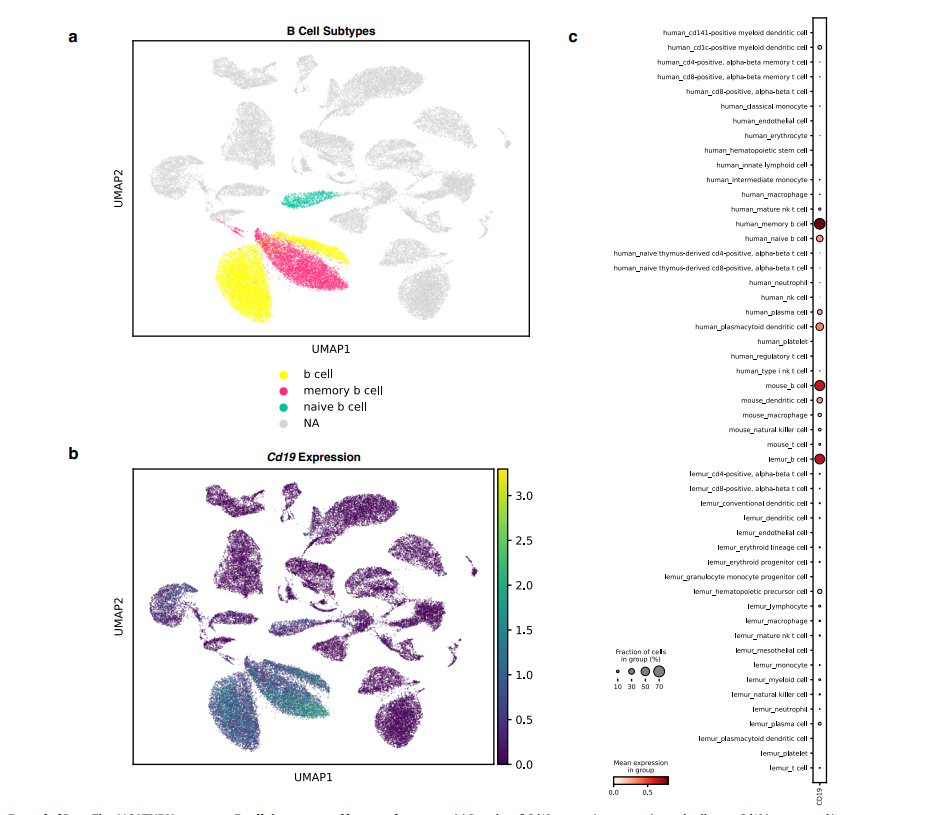 a
B Cell Subtypes
UMAP2
UMAP1
b cell
memory b cell
naive b cell
NA
b
Cd19 Expression
UMAP2
UMAP1
3.0
2.5
2.0
1.5
1.0
0.5
0.0
c
human_cd141-positive myeloid dendritic cell
human_cd1c-positive myeloid dendritic cell
human_cd4-positive, alpha-beta memory t cell
human_cd8-positive, alpha-beta memory t cell
human_cd8-positive, alpha-beta t cell
human_classical monocyte
human_endothelial cell
human_erythrocyte
human_hematopoietic stem cell
human_innate lymphoid cell
human_intermediate monocyte
human_macrophage
human_mature nk t cell
human_memory b cell
human_naive b cell
human_naive thymus-derived cd4-positive, alpha-beta t cell
human_naive thymus-derived cd8-positive, alpha-beta t cell
human_neutrophil
human_nk cell
human_plasma cell
human_plasmacytoid dendritic cell
human_platelet
human_regulatory t cell
human_type i nk t cell
mouse_b cell
mouse_dendritic cell
mouse_macrophage
mouse_natural killer cell
mouse_t cell
lemur_b cell
lemur_cd4-positive, alpha-beta t cell
lemur_cd8-positive, alpha-beta t cell
lemur_conventional dendritic cell
lemur_dendritic cell
lemur_endothelial cell
lemur_erythroid lineage cell
lemur_erythroid progenitor cell
lemur_granulocyte monocyte progenitor cell
lemur_hematopoietic precursor cell
lemur_lymphocyte
lemur_macrophage
lemur_mature nk t cell
lemur_mesothelial cell
lemur_monocyte
lemur_myeloid cell
lemur_natural killer cell
lemur_neutrophil
lemur_plasma cell
lemur_plasmacytoid dendritic cell
lemur_platelet
lemur_t cell
CD19
Fraction of cells
in group (%)
10 30 50 70
Mean expression
in group
0.0 0.5